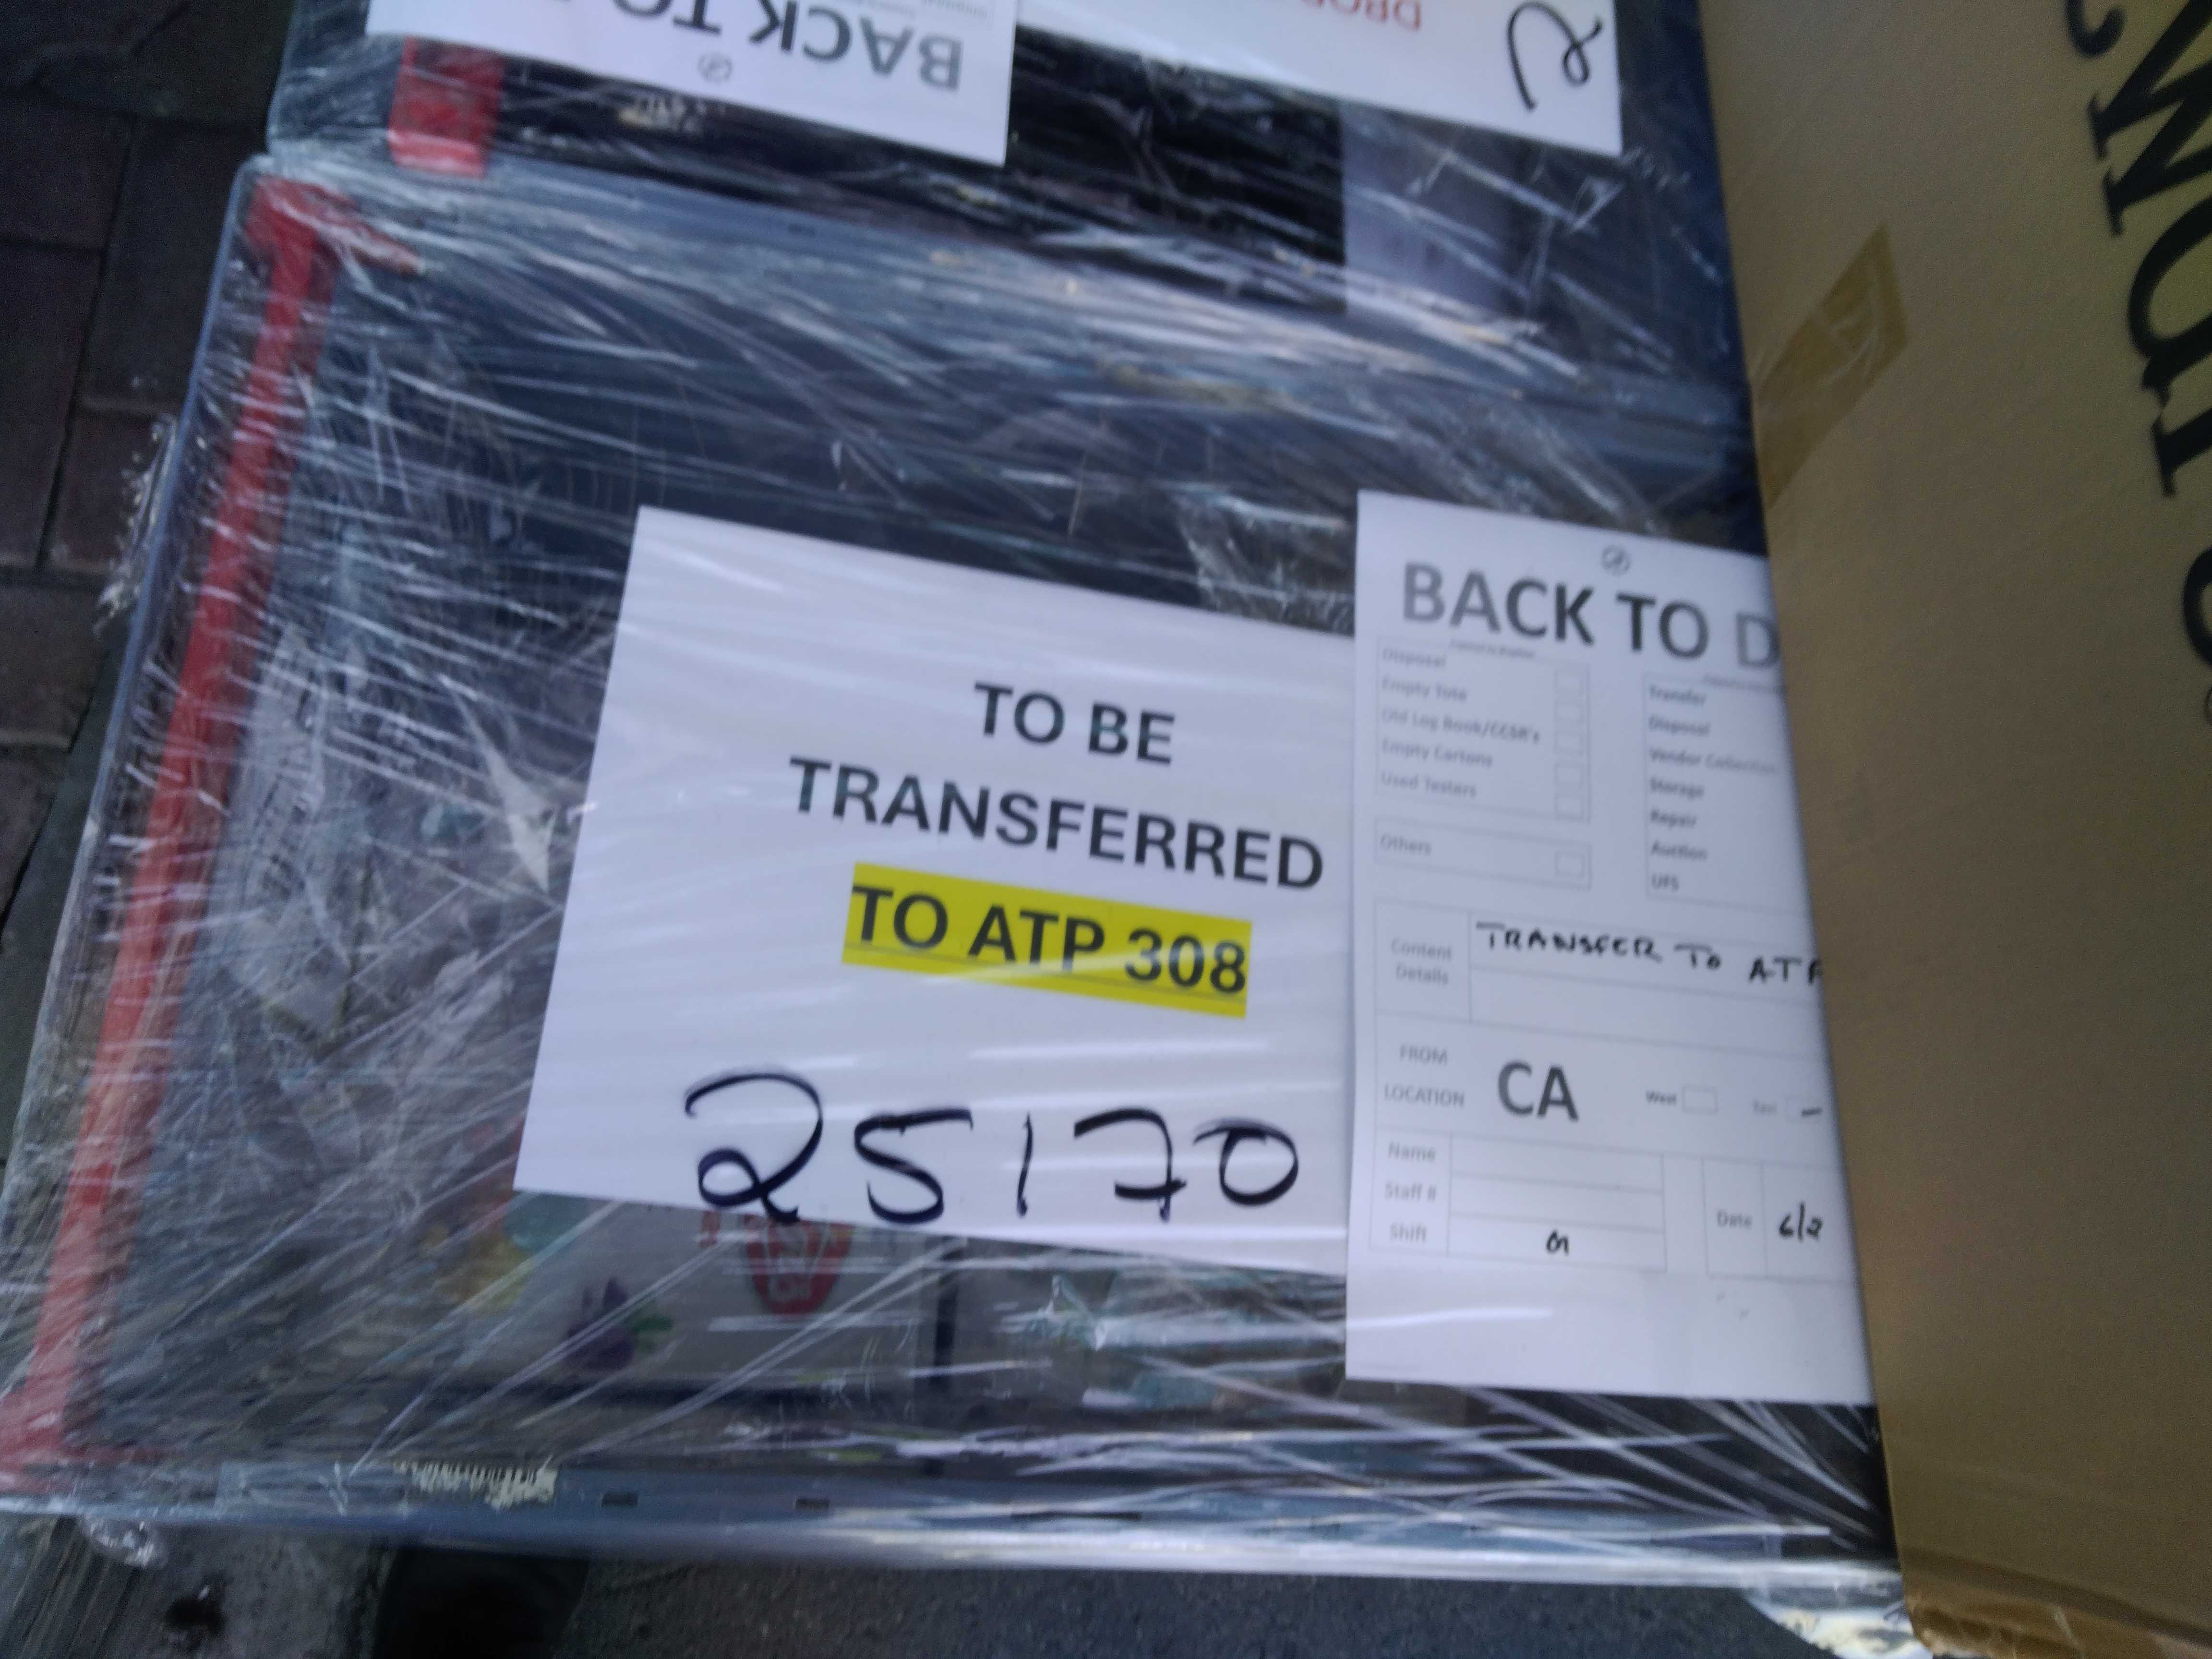 BACK TO
TO BE
TRANSFERRED
TO ATP 308
25170
BACK TO D
Disposal
Empty Tote
Old Log Book/CCSR's
Empty Cartons
Used Testers
Others
Transfer
Disposal
Vendor Collection
Storage
Repair
Auction
UFS
Content
Details
TRANSFER TO ATP
FROM
LOCATION
CA
West
East
Name
Staff #
Shift
Date
6/2